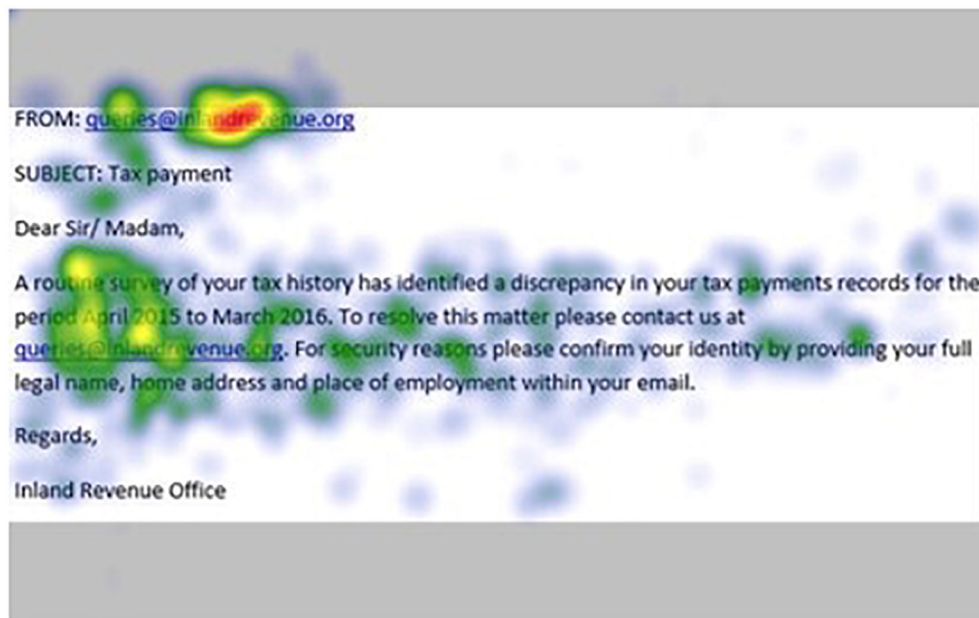 FROM: queries@inlandrevenue.org
SUBJECT: Tax payment
Dear Sir/ Madam,
A routine survey of your tax history has identified a discrepancy in your tax payments records for the
period April 2015 to March 2016. To resolve this matter please contact us at
queries@inlandrevenue.org. For security reasons please confirm your identity by providing your full
legal name, home address and place of employment within your email.
Regards,
Inland Revenue Office